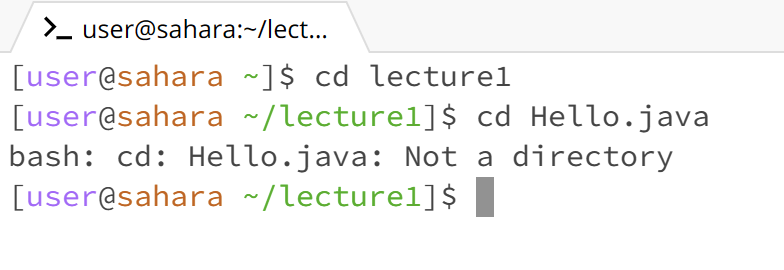 >_ user@sahara:~/lect...
[user@sahara ~]$ cd lecture1
[user@sahara ~/lecture1]$ cd Hello.java
bash: cd: Hello.java: Not a directory
[user@sahara ~/lecture1]$